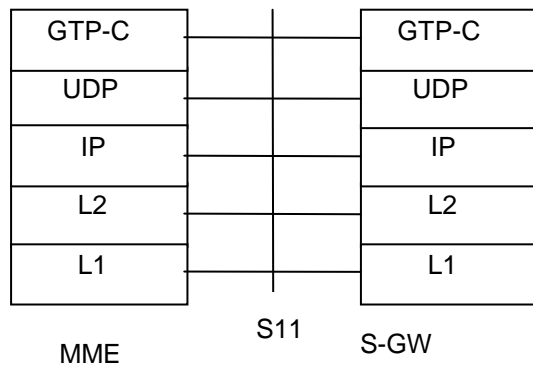 GTP-C GTP-C
UDP UDP
IP IP
L2 L2
L1 L1
S11
MME S-GW